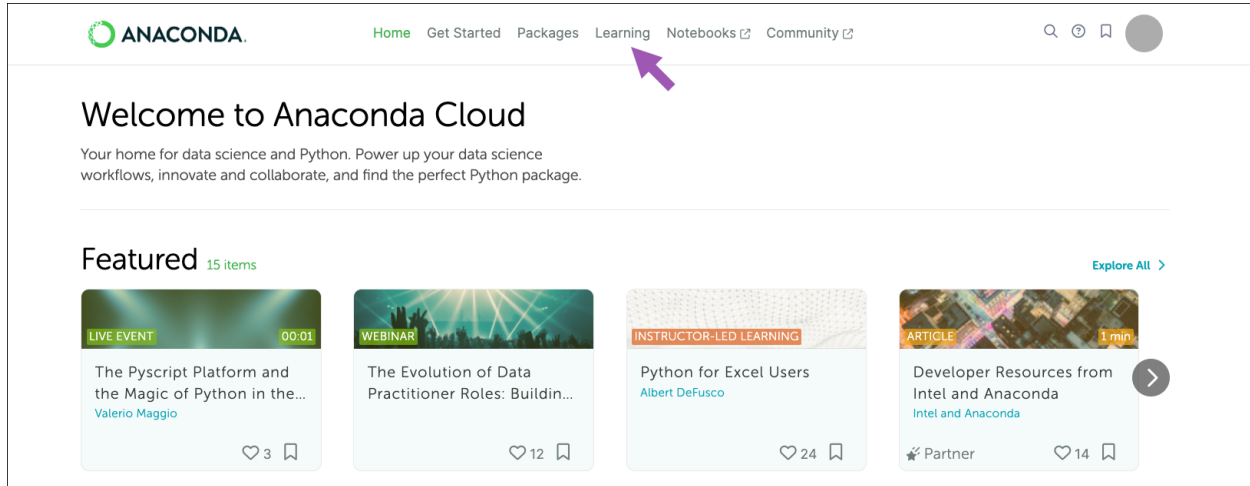 ANACONDA.
Home Get Started Packages Learning Notebooks Community
Welcome to Anaconda Cloud
Your home for data science and Python. Power up your data science
workflows, innovate and collaborate, and find the perfect Python package.
Featured 15 items
Explore All
LIVE EVENT 00:01
The Pyscript Platform and
the Magic of Python in the...
Valerio Maggio
3
WEBINAR
The Evolution of Data
Practitioner Roles: Buildin...
12
INSTRUCTOR-LED LEARNING
Python for Excel Users
Albert DeFusco
24
ARTICLE 1 min
Developer Resources from
Intel and Anaconda
Intel and Anaconda
Partner 14